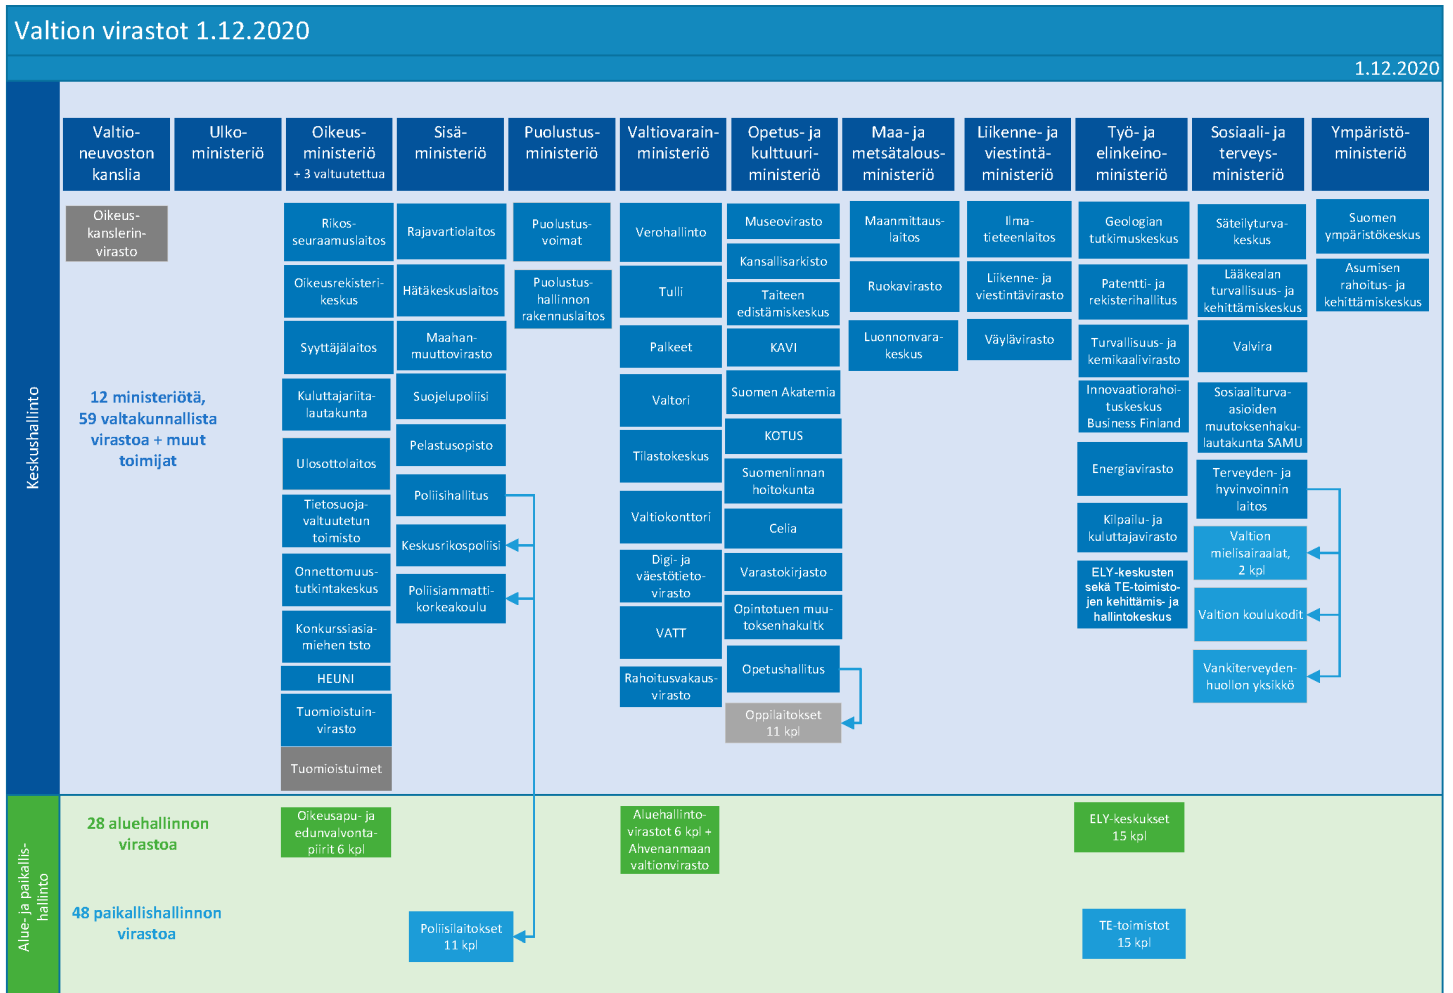 Valtion virastot 1.12.2020
1.12.2020
Keskushallinto
Valtio-
neuvoston
kanslia
Ulko-
ministeriö
Oikeus-
ministeriö
+ 3 valtuutettua
Sisä-
ministeriö
Puolustus-
ministeriö
Valtiovarain-
ministeriö
Opetus- ja
kulttuuri-
ministeriö
Maa- ja
metsätalous-
ministeriö
Liikenne- ja
viestintä-
ministeriö
Työ- ja
elinkeino-
ministeriö
Sosiaali- ja
terveys-
ministeriö
Ympäristö-
ministeriö
Oikeus-
kanslerin-
virasto
12 ministeriötä,
59 valtakunnallista
virastoa + muut
toimijat
Rikos-
seuraamuslaitos
Oikeusrekisteri-
keskus
Syyttäjälaitos
Kuluttajariita-
lautakunta
Ulosottolaitos
Tietosuoja-
valtuutetun
toimisto
Onnettomuus-
tutkintakeskus
Konkurssiasia-
miehen tsto
HEUNI
Tuomioistuin-
virasto
Tuomioistuimet
Rajavartiolaitos
Hätäkeskuslaitos
Maahan-
muuttovirasto
Suojelupoliisi
Pelastusopisto
Poliisihallitus
Keskusrikospoliisi
Poliisiammatti-
korkeakoulu
Puolustus-
voimat
Puolustus-
hallinnon
rakennuslaitos
Verohallinto
Tulli
Palkeet
Valtori
Tilastokeskus
Valtiokonttori
Digi- ja
väestötieto-
virasto
VATT
Rahoitusvakaus-
virasto
Museovirasto
Kansallisarkisto
Taiteen
edistämiskeskus
KAVI
Suomen Akatemia
KOTUS
Suomenlinnan
hoitokunta
Celia
Varastokirjasto
Opintotuen muu-
toksenhakultk
Opetushallitus
Oppilaitokset
11 kpl
Maanmittaus-
laitos
Ruokavirasto
Luonnonvara-
keskus
Ilma-
tieteenlaitos
Liikenne- ja
viestintävirasto
Väylävirasto
Geologian
tutkimuskeskus
Patentti- ja
rekisterihallitus
Turvallisuus- ja
kemikaalivirasto
Innovaatiorahoi-
tuskeskus
Business Finland
Energiavirasto
Kilpailu- ja
kuluttajavirasto
ELY-keskusten
sekä TE-toimisto-
jen kehittämis- ja
hallintokeskus
Säteilyturva-
keskus
Lääkealan
turvallisuus- ja
kehittämiskeskus
Valvira
Sosiaaliturva-
asioiden
muutoksenhaku-
lautakunta SAMU
Terveyden- ja
hyvinvoinnin
laitos
Valtion
mielisairaalat,
2 kpl
Valtion koulukodit
Vankiterveyden-
huollon yksikkö
Suomen
ympäristökeskus
Asumisen
rahoitus- ja
kehittämiskeskus
Alue- ja paikallis-
hallinto
28 aluehallinnon
virastoa
Oikeusapu- ja
edunvalvonta-
piirit 6 kpl
Aluehallinto-
virastot 6 kpl +
Ahvenanmaan
valtionvirasto
ELY-keskukset
15 kpl
48 paikallishallinnon
virastoa
Poliisilaitokset
11 kpl
TE-toimistot
15 kpl